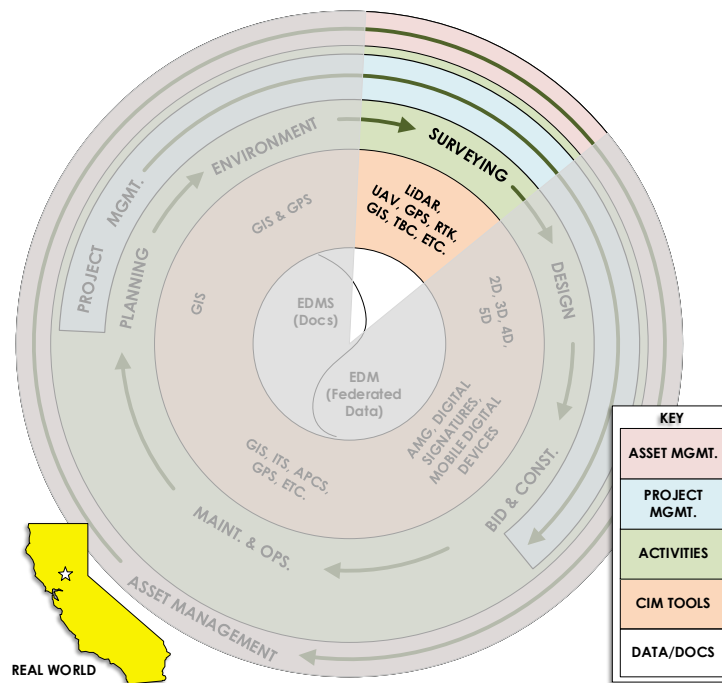 PROJECT
MGMT.
PLANNING
ENVIRONMENT
SURVEYING
DESIGN
BID & CONST.
MAINT. & OPS.
ASSET MANAGEMENT
GIS
GIS & GPS
LiDAR,
UAV, GPS, RTK,
GIS, TBC, ETC.
2D, 3D, 4D,
5D
AMG, DIGITAL
SIGNATURES,
MOBILE DIGITAL
DEVICES
GIS, ITS, APCS,
GPS, ETC.
EDMS
(Docs)
EDM
(Federated
Data)
KEY
ASSET MGMT.
PROJECT
MGMT.
ACTIVITIES
CIM TOOLS
DATA/DOCS
REAL WORLD